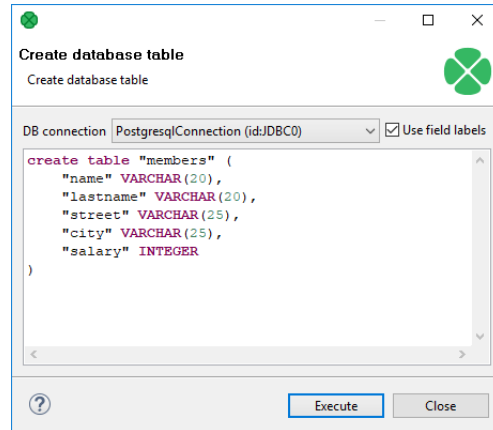 Create database table
Create database table
DB connection PostgresqlConnection (id:JDBC0) Use field labels
create table "members" (
    "name" VARCHAR(20),
    "lastname" VARCHAR(20),
    "street" VARCHAR(25),
    "city" VARCHAR(25),
    "salary" INTEGER
)
? Execute Close